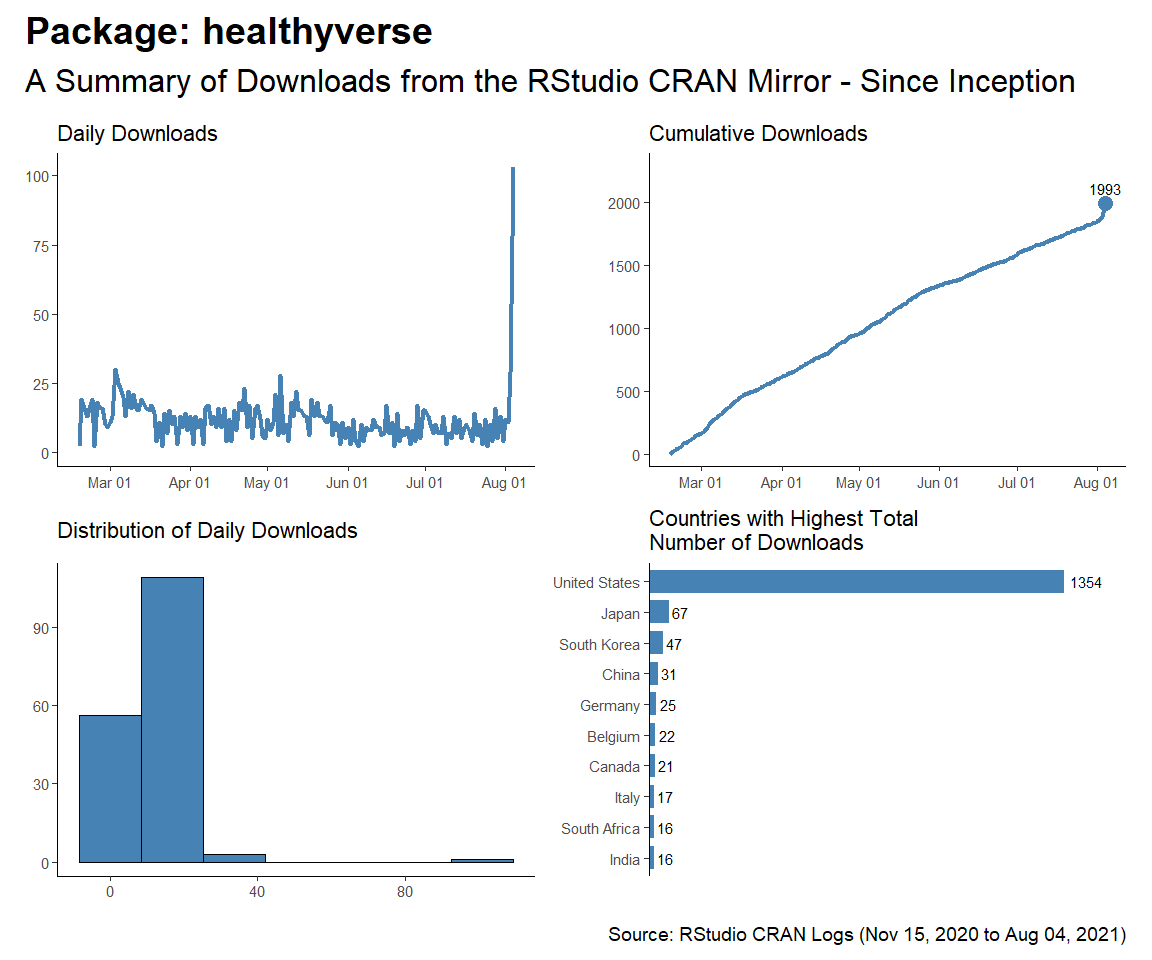 Package: healthyverse
A Summary of Downloads from the RStudio CRAN Mirror - Since Inception
Daily Downloads
100
75
50
25
0
Mar 01 Apr 01 May 01 Jun 01 Jul 01 Aug 01
Cumulative Downloads
1993
2000
1500
1000
500
0
Mar 01 Apr 01 May 01 Jun 01 Jul 01 Aug 01
Distribution of Daily Downloads
90
60
30
0
0 40 80
Countries with Highest Total
Number of Downloads
United States 1354
Japan 67
South Korea 47
China 31
Germany 25
Belgium 22
Canada 21
Italy 17
South Africa 16
India 16
Source: RStudio CRAN Logs (Nov 15, 2020 to Aug 04, 2021)